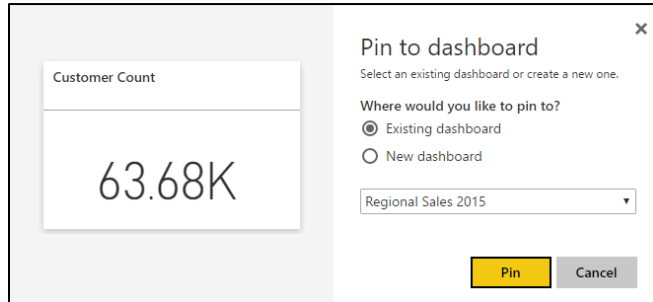 Customer Count
63.68K
Pin to dashboard
Select an existing dashboard or create a new one.
Where would you like to pin to?
Existing dashboard
New dashboard
Regional Sales 2015
Pin
Cancel